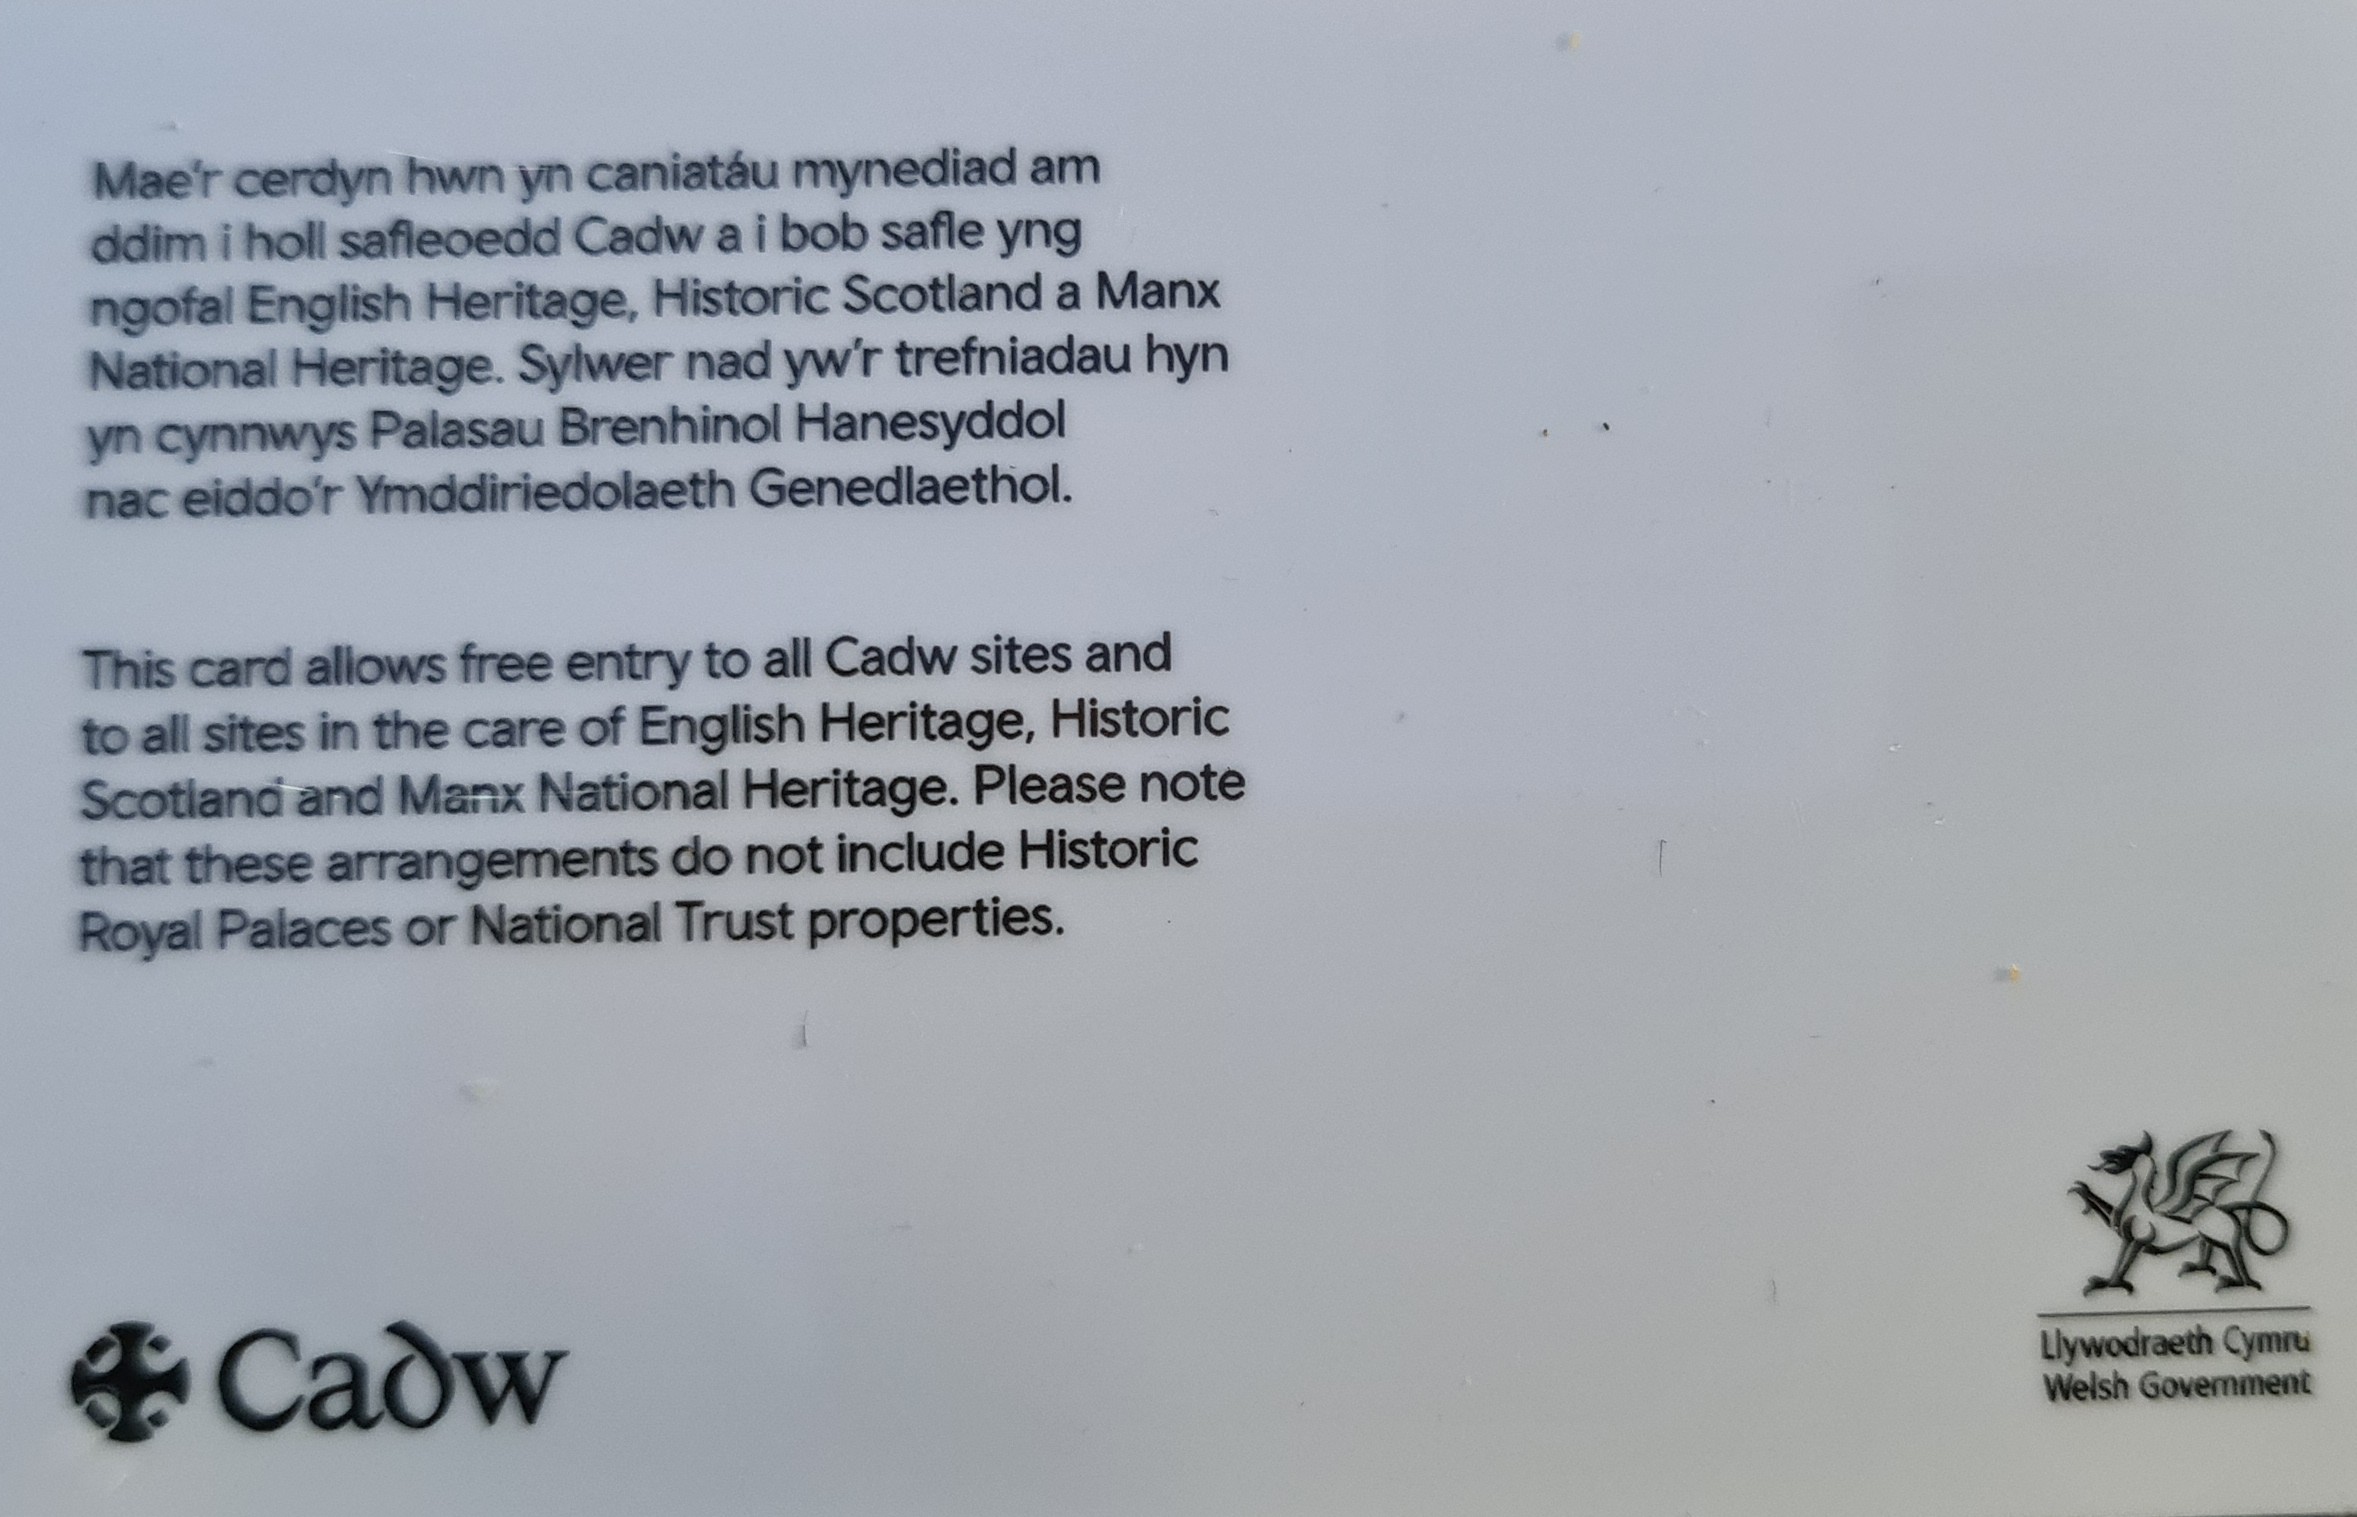 Mae'r cerdyn hwn yn caniatáu mynediad am
ddim i holl safleoedd Cadw a i bob safle yng
ngofal English Heritage, Historic Scotland a Manx
National Heritage. Sylwer nad yw'r trefniadau hyn
yn cynnwys Palasau Brenhinol Hanesyddol
nac eiddo'r Ymddiriedolaeth Genedlaethol.
This card allows free entry to all Cadw sites and
to all sites in the care of English Heritage, Historic
Scotland and Manx National Heritage. Please note
that these arrangements do not include Historic
Royal Palaces or National Trust properties.
Cadw
Llywodraeth Cymru
Welsh Government